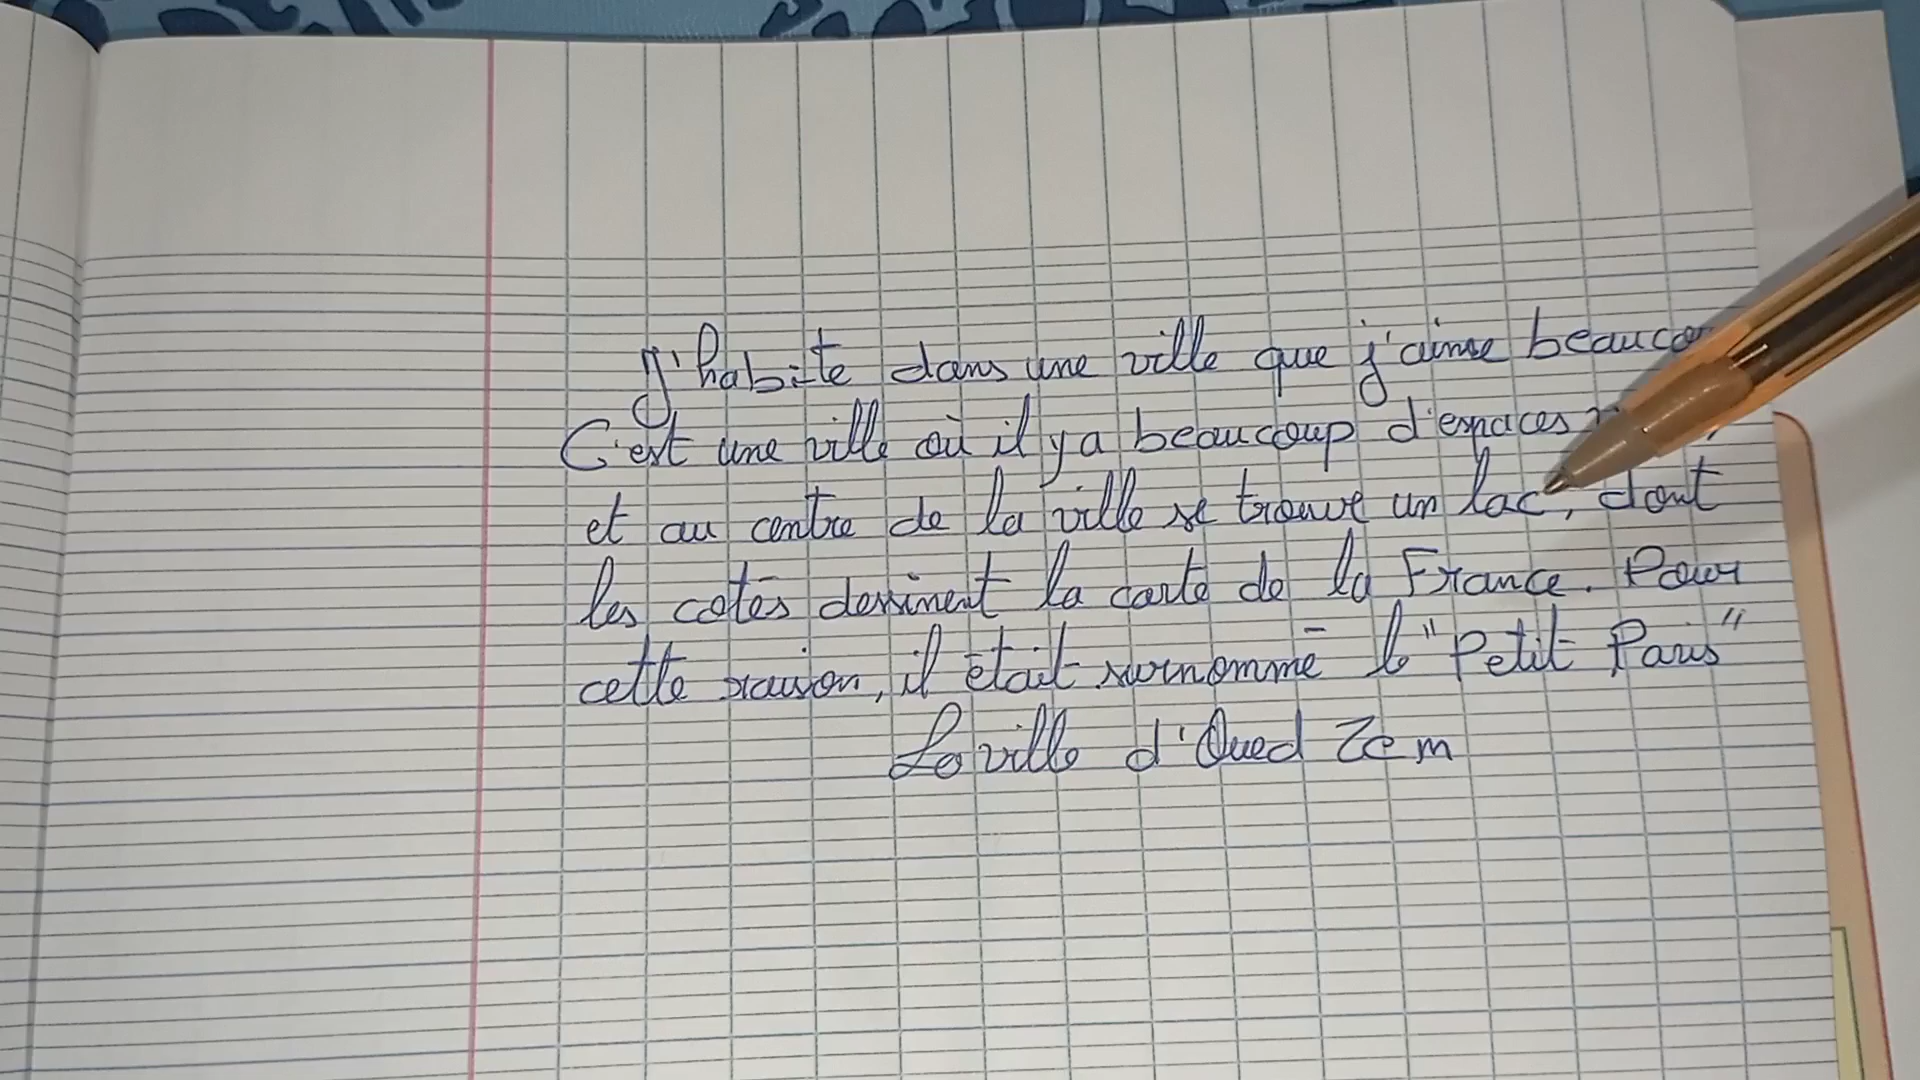 J'habite dans une ville que j'aime beauco
C'est une ville où il y a beaucoup d'espaces
et au centre de la ville se trouve un lac, dont
les cotés dessinent la carte de la France. Pour
cette raison, il était surnommé le "Petit Paris"
La ville d'Oued Zem